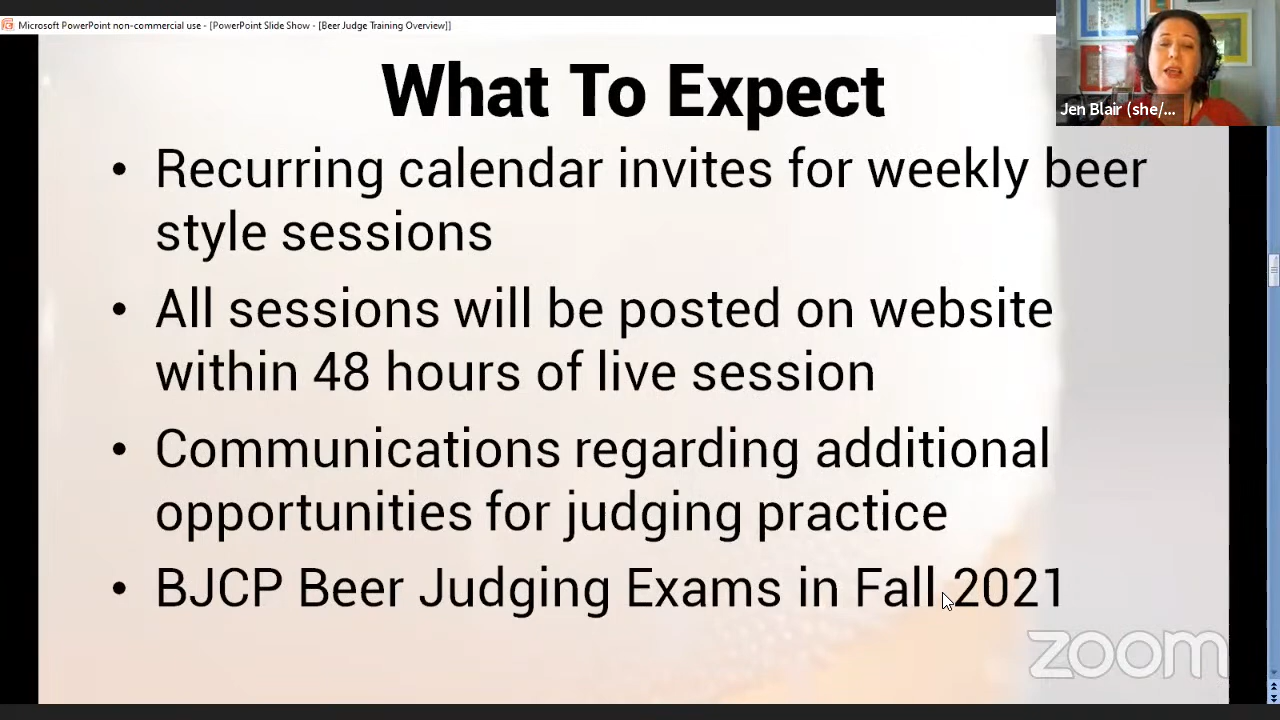 Microsoft PowerPoint non-commercial use - [PowerPoint Slide Show - [Beer Judge Training Overview]]
Jen Blair (she/...
What To Expect
• Recurring calendar invites for weekly beer
style sessions
• All sessions will be posted on website
within 48 hours of live session
• Communications regarding additional
opportunities for judging practice
• BJCP Beer Judging Exams in Fall 2021
zoom